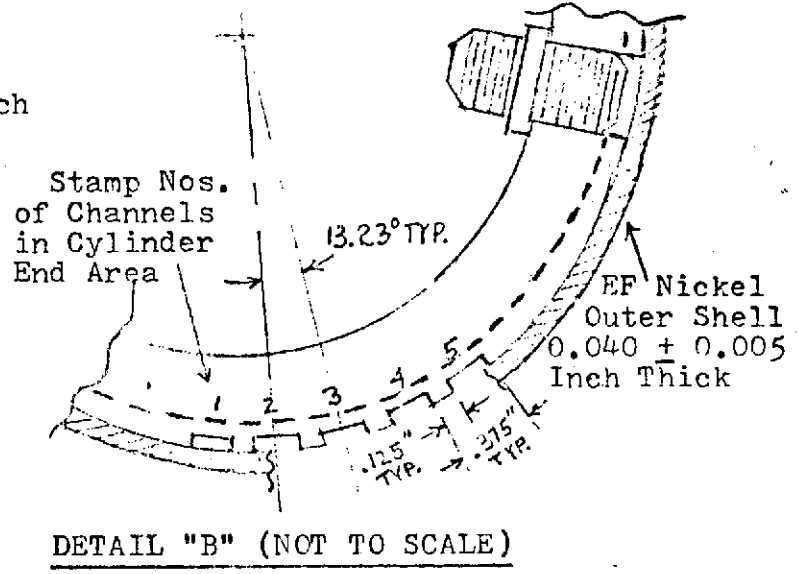 ch
Stamp Nos.
of Channels
in Cylinder
End Area
13.23° TYP.
EF Nickel
Outer Shell
0.040 ± 0.005
Inch Thick
1 2 3 4 5
.125"
TYP.
.375"
TYP.
DETAIL "B" (NOT TO SCALE)